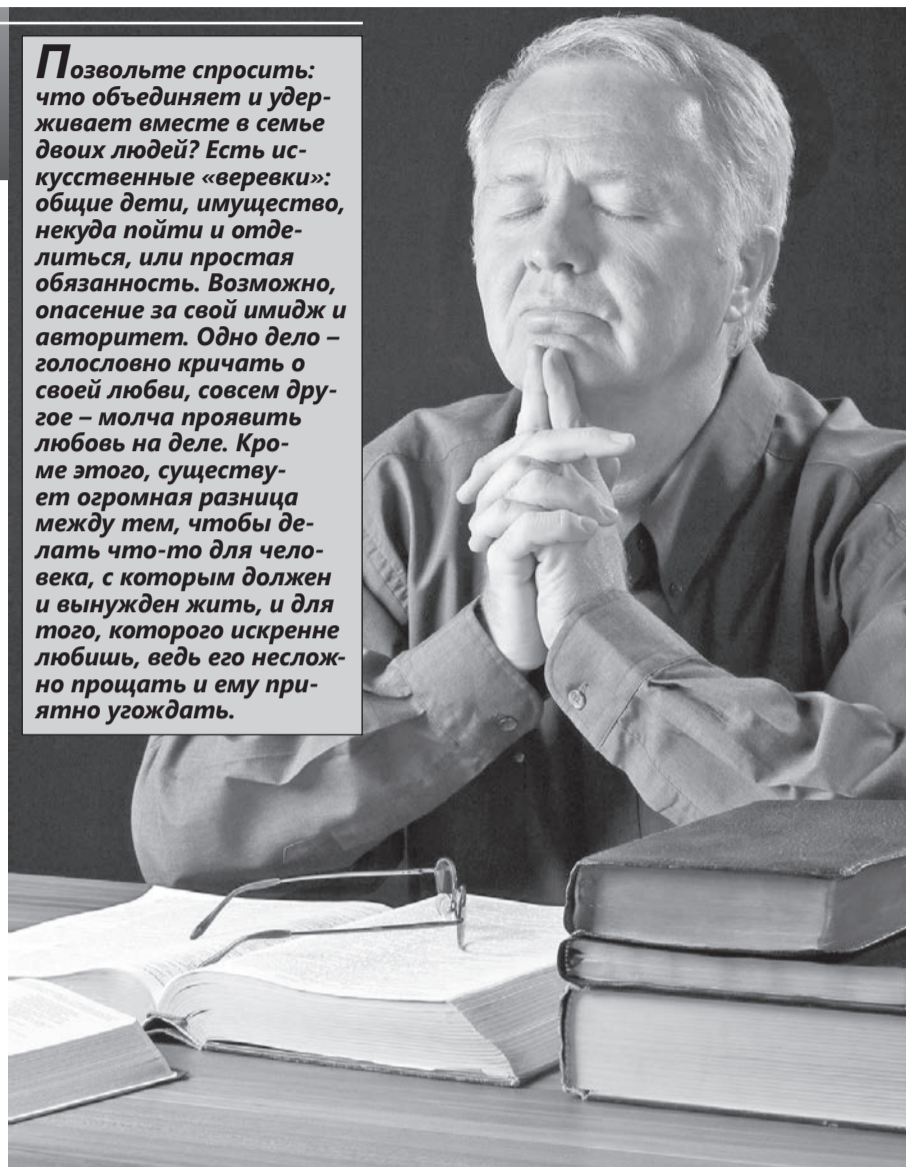 Позвольте спросить:
что объединяет и удер-
живает вместе в семье
двоих людей? Есть ис-
кусственные «веревки»:
общие дети, имущество,
некуда пойти и отде-
литься, или простая
обязанность. Возможно,
опасение за свой имидж и
авторитет. Одно дело –
голословно кричать о
своей любви, совсем дру-
гое – молча проявить
любовь на деле. Кро-
ме этого, существу-
ет огромная разница
между тем, чтобы де-
лать что-то для чело-
века, с которым должен
и вынужден жить, и для
того, которого искренне
любишь, ведь его неслож-
но прощать и ему при-
ятно угождать.